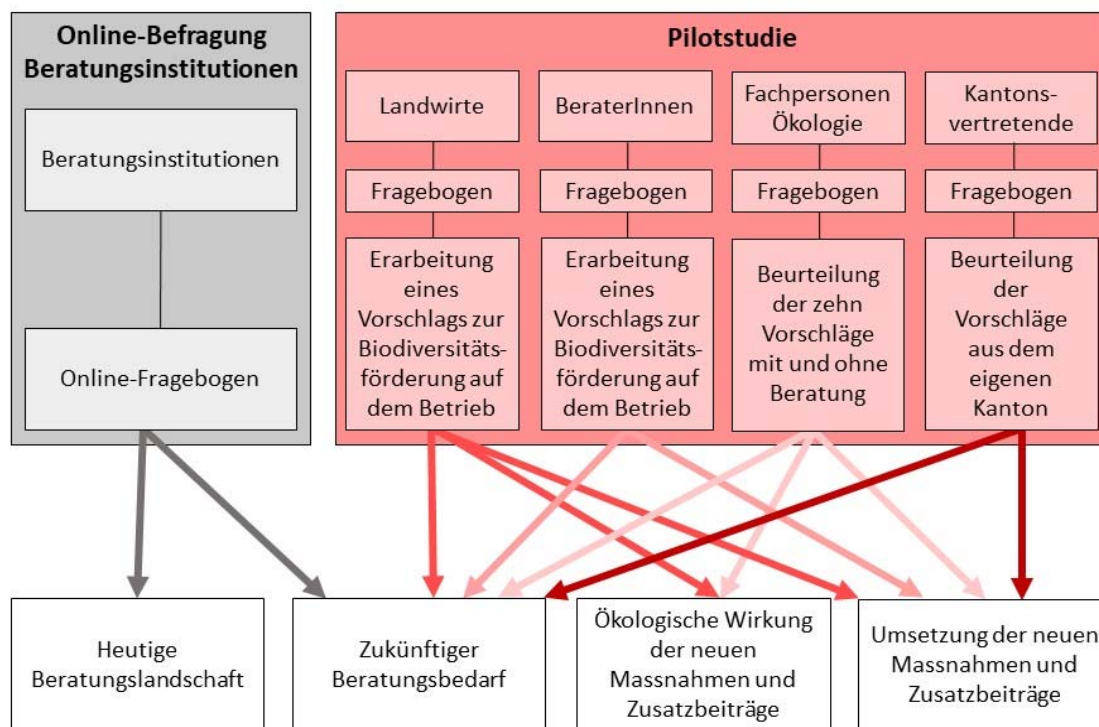 Online-Befragung
Beratungsinstitutionen
Beratungsinstitutionen
Online-Fragebogen
Pilotstudie
Landwirte
Fragebogen
Erarbeitung
eines
Vorschlags zur
Biodiversitäts-
förderung auf
dem Betrieb
BeraterInnen
Fragebogen
Erarbeitung
eines
Vorschlags zur
Biodiversitäts-
förderung auf
dem Betrieb
Fachpersonen
Ökologie
Fragebogen
Beurteilung
der zehn
Vorschläge
mit und ohne
Beratung
Kantons-
vertretende
Fragebogen
Beurteilung
der
Vorschläge
aus dem
eigenen
Kanton
Heutige
Beratungslandschaft
Zukünftiger
Beratungsbedarf
Ökologische Wirkung
der neuen
Massnahmen und
Zusatzbeiträge
Umsetzung der neuen
Massnahmen und
Zusatzbeiträge